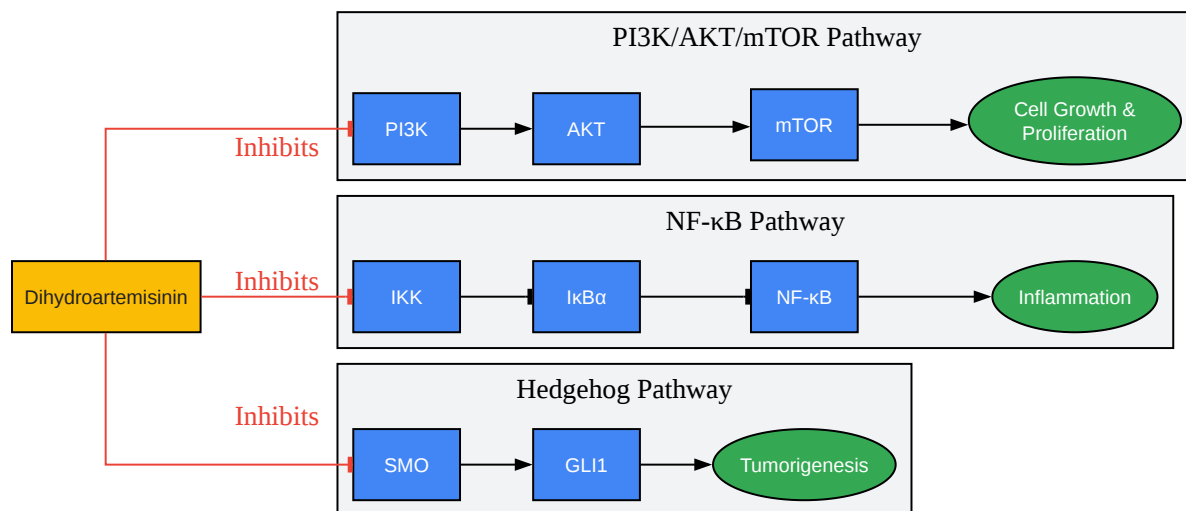 PI3K/AKT/mTOR Pathway
PI3K
AKT
mTOR
Cell Growth &
Proliferation
Inhibits
NF-κB Pathway
Dihydroartemisinin
Inhibits
IKK
IκBα
NF-κB
Inflammation
Hedgehog Pathway
Inhibits
SMO
GLI1
Tumorigenesis